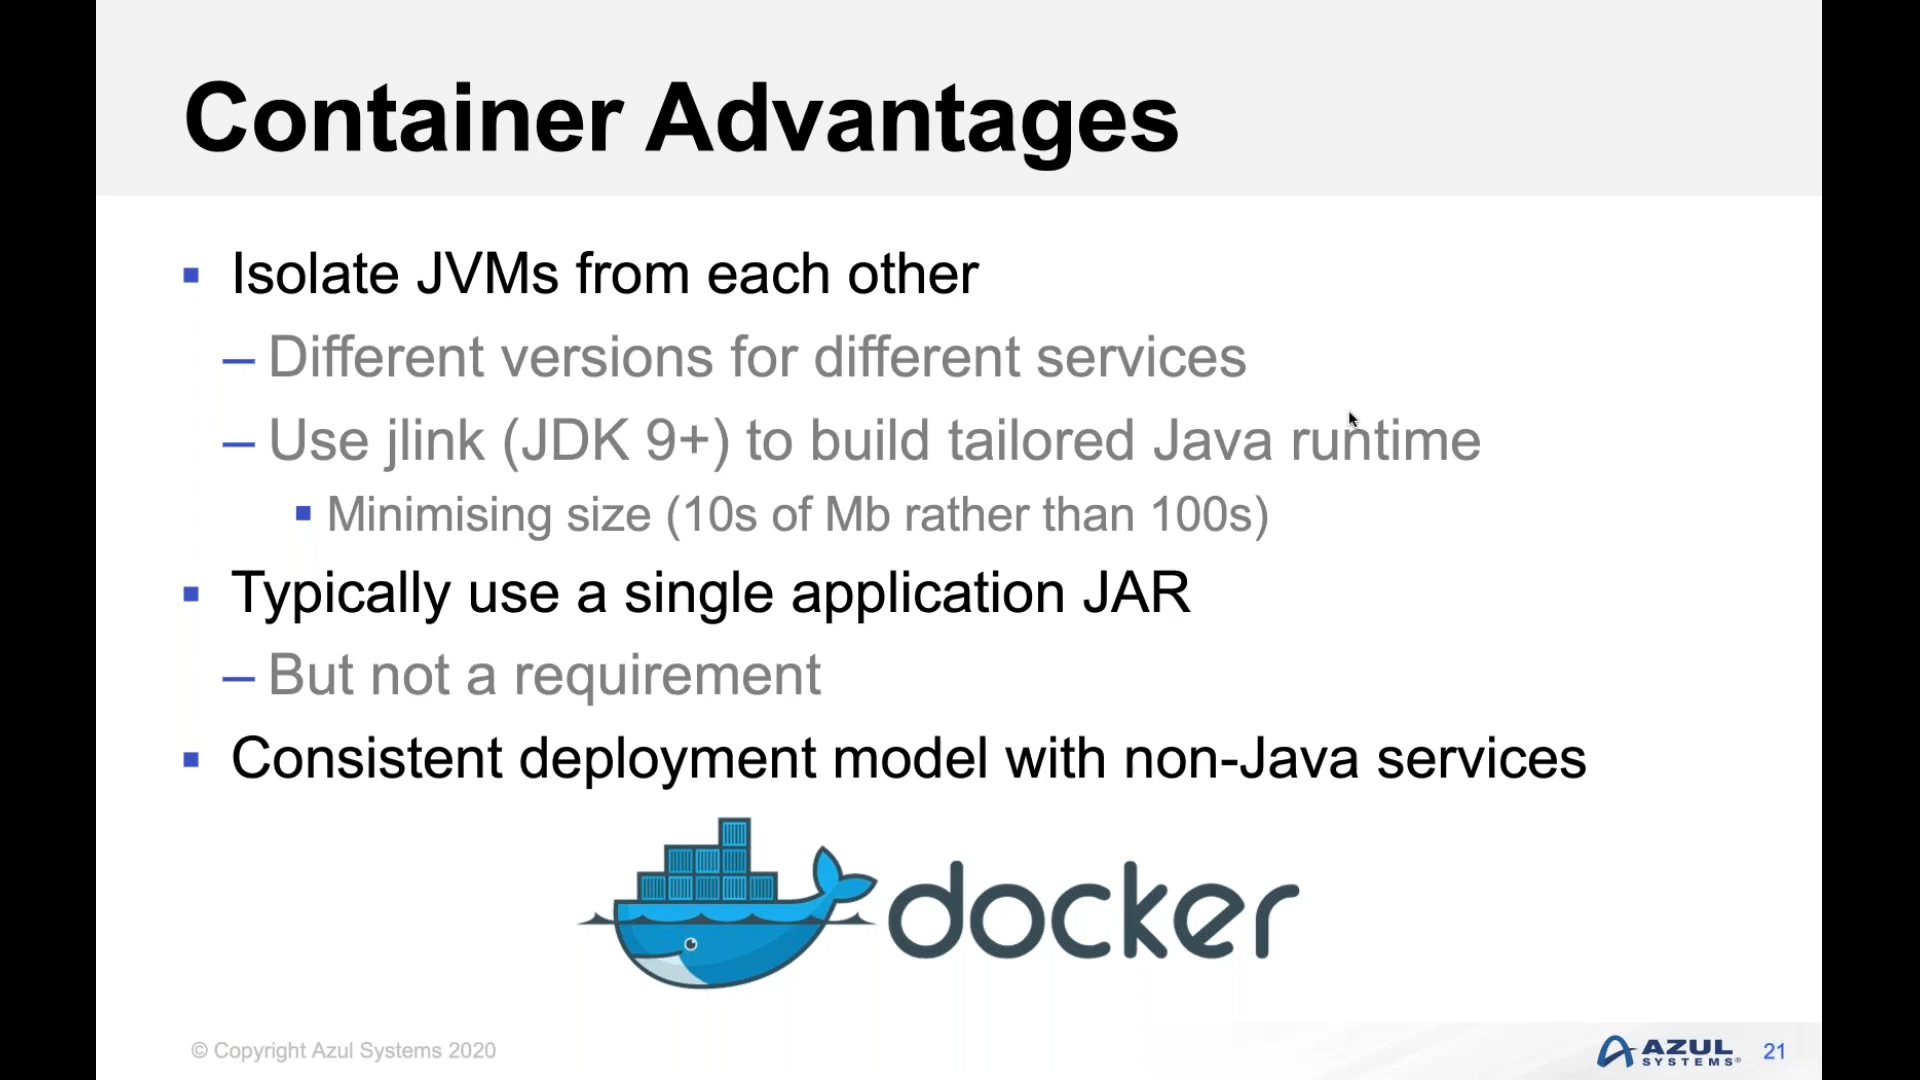 Container Advantages
▪ Isolate JVMs from each other
– Different versions for different services
– Use jlink (JDK 9+) to build tailored Java runtime
▪ Minimising size (10s of Mb rather than 100s)
▪ Typically use a single application JAR
– But not a requirement
▪ Consistent deployment model with non-Java services
docker
© Copyright Azul Systems 2020
AZUL
SYSTEMS®
21